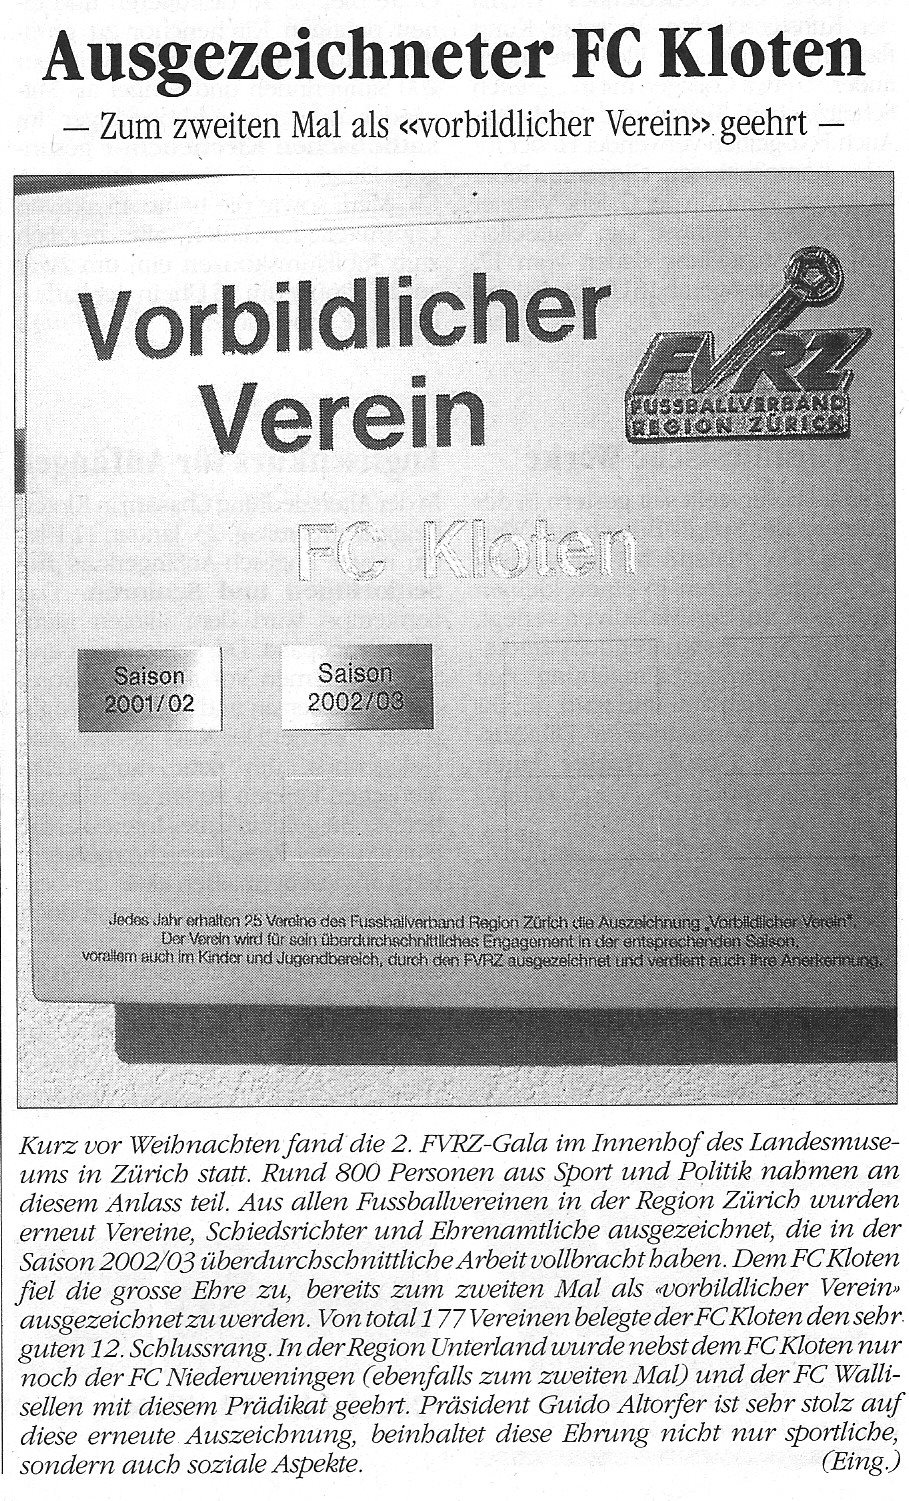 Ausgezeichneter FC Kloten
— Zum zweiten Mal als «vorbildlicher Verein» geehrt —
Vorbildlicher
Verein
FVRZ
FUSSBALLVERBAND
REGION ZÜRICH
FC Kloten
Saison
2001/02
Saison
2002/03
Jedes Jahr erhalten 25 Vereine des Fussballverband Region Zürich die Auszeichnung „Vorbildlicher Verein“.
Der Verein wird für sein überdurchschnittliches Engagement in der entsprechenden Saison,
vorallem auch im Kinder und Jugendbereich, durch den FVRZ ausgezeichnet und verdient auch Ihre Anerkennung.
Kurz vor Weihnachten fand die 2. FVRZ-Gala im Innenhof des Landesmuse-
ums in Zürich statt. Rund 800 Personen aus Sport und Politik nahmen an
diesem Anlass teil. Aus allen Fussballvereinen in der Region Zürich wurden
erneut Vereine, Schiedsrichter und Ehrenamtliche ausgezeichnet, die in der
Saison 2002/03 überdurchschnittliche Arbeit vollbracht haben. Dem FC Kloten
fiel die grosse Ehre zu, bereits zum zweiten Mal als «vorbildlicher Verein»
ausgezeichnet zu werden. Von total 177 Vereinen belegte der FC Kloten den sehr
guten 12. Schlussrang. In der Region Unterland wurde nebst dem FC Kloten nur
noch der FC Niederweningen (ebenfalls zum zweiten Mal) und der FC Walli-
sellen mit diesem Prädikat geehrt. Präsident Guido Altorfer ist sehr stolz auf
diese erneute Auszeichnung, beinhaltet diese Ehrung nicht nur sportliche,
sondern auch soziale Aspekte. (Eing.)